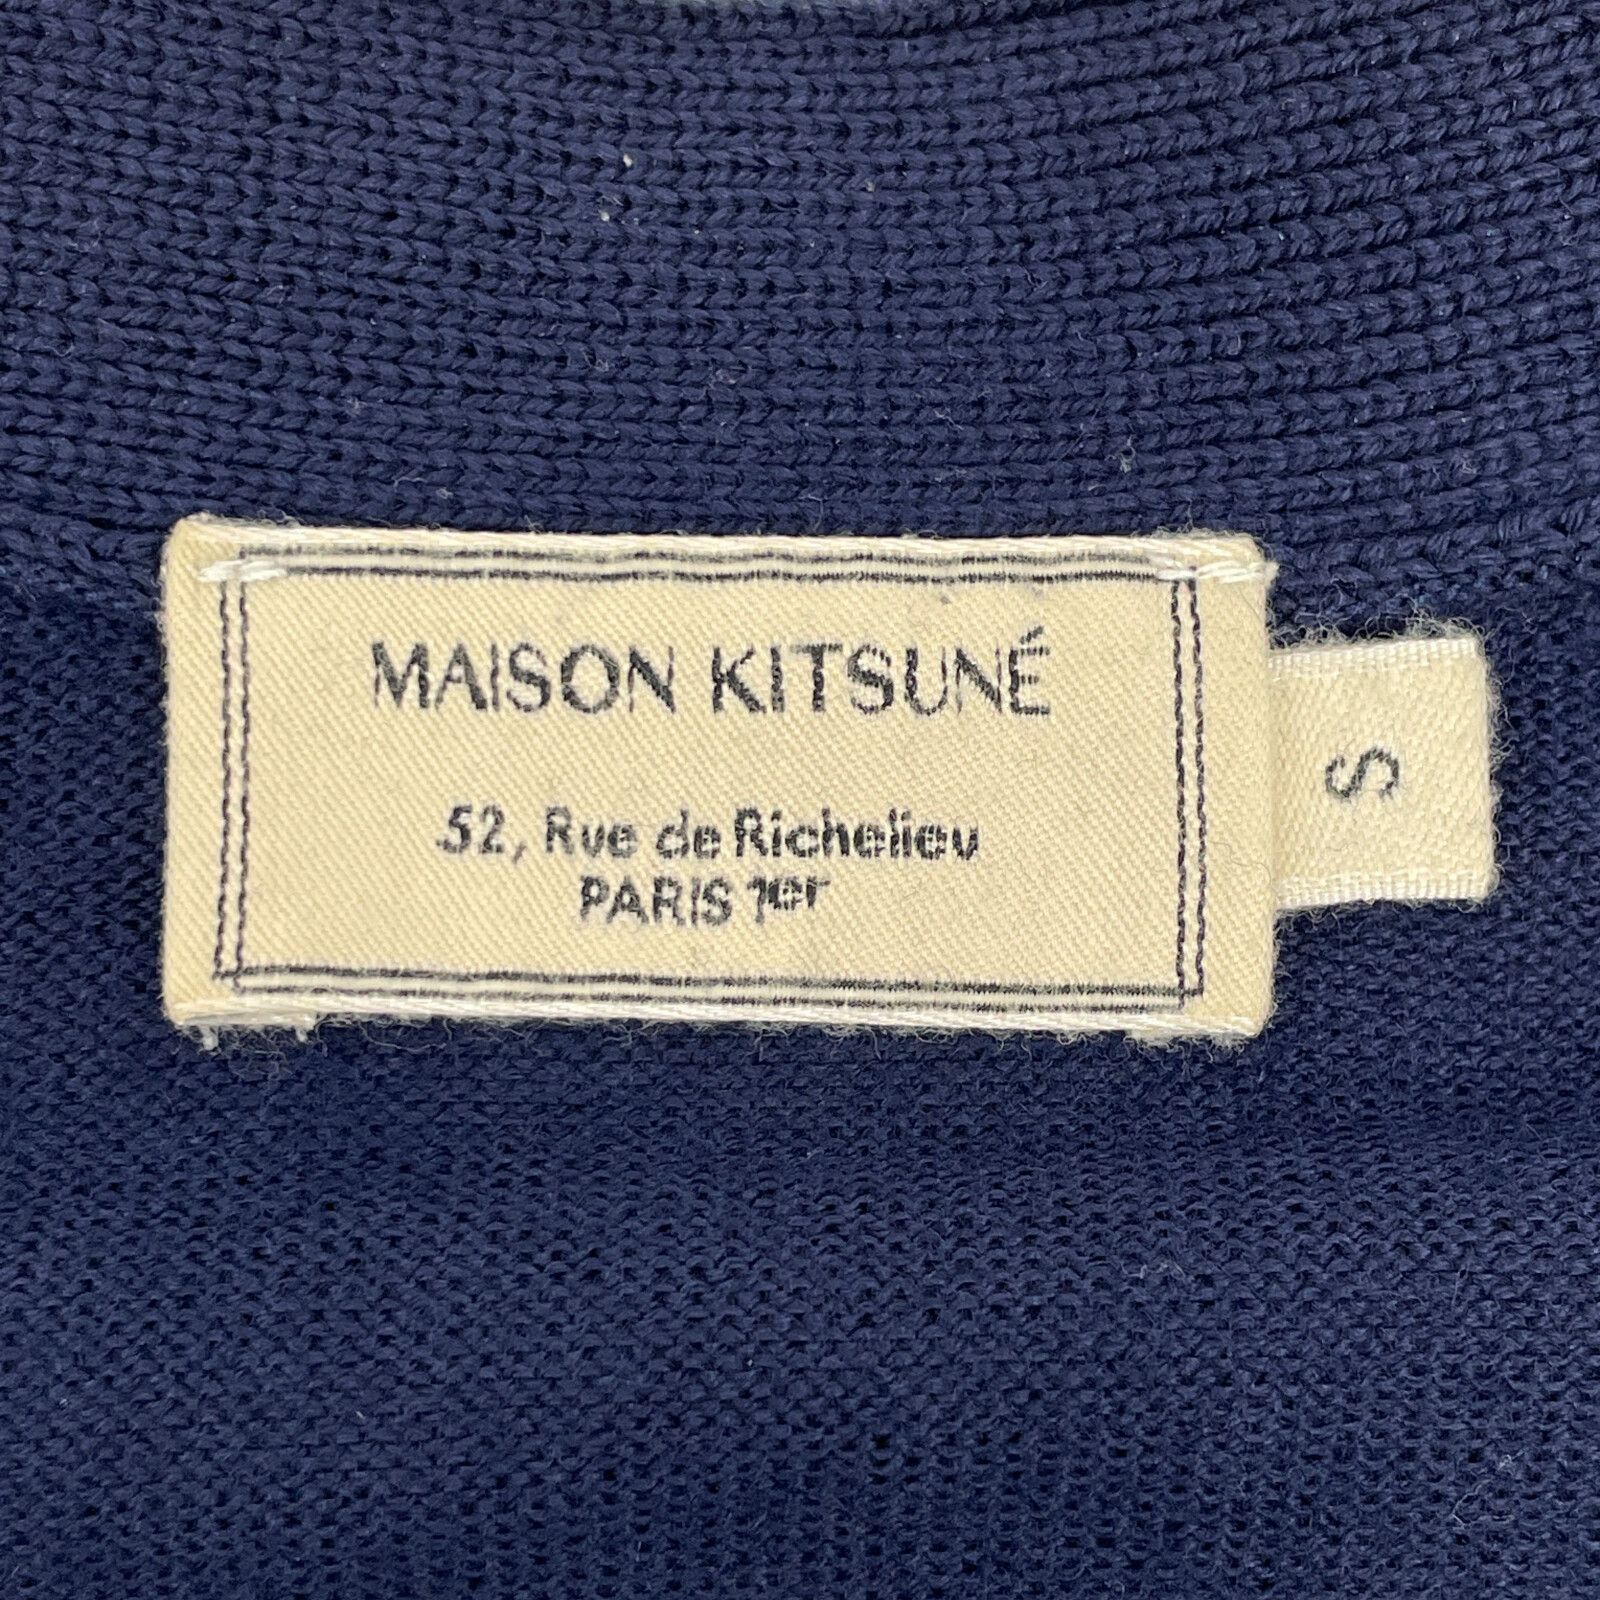 MAISON KITSUNÉ
52, Rue de Richelieu
PARIS 1er
S